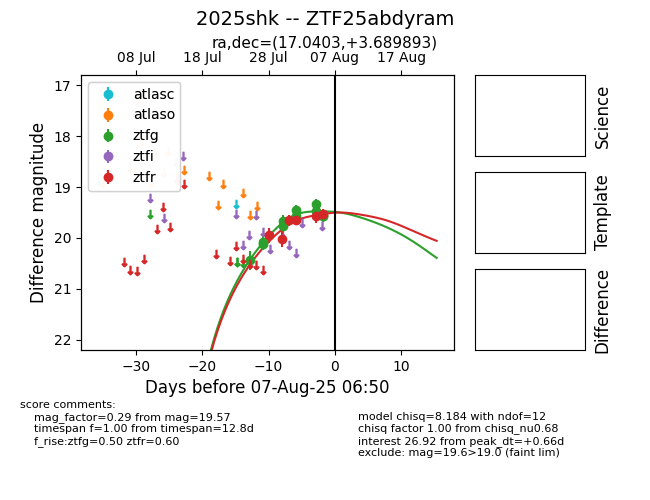 2025shk -- ZTF25abdyram
ra,dec=(17.0403,+3.689893)
08 Jul
18 Jul
28 Jul
07 Aug
17 Aug
17
18
19
20
21
22
Difference magnitude
atlasc
atlaso
ztfg
ztfi
ztfr
−30
−20
−10
0
10
Days before 07-Aug-25 06:50
Science
Template
Difference
score comments:
mag_factor=0.29 from mag=19.57
timespan f=1.00 from timespan=12.8d
f_rise:ztfg=0.50 ztfr=0.60
model chisq=8.184 with ndof=12
chisq factor 1.00 from chisq_nu0.68
interest 26.92 from peak_dt=+0.66d
exclude: mag=19.6>19.0 (faint lim)